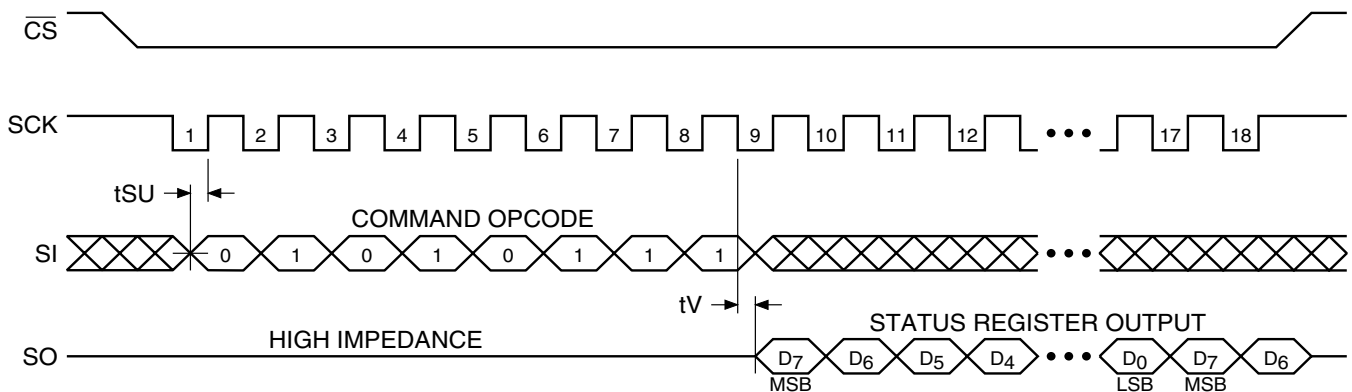 CS
SCK 1 2 3 4 5 6 7 8 9 10 11 12 ••• 17 18
tSU
COMMAND OPCODE
SI 0 1 0 1 0 1 1 1 •••
tV
HIGH IMPEDANCE STATUS REGISTER OUTPUT
SO D7 D6 D5 D4 ••• D0 D7 D6
MSB LSB MSB